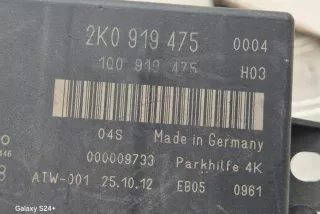 2K0 919 475 0004
1Q0 919 475 H03
04S Made in Germany
000009733 Parkhilfe 4K
ATW-001 25.10.12 EB05 0961
Galaxy S24+